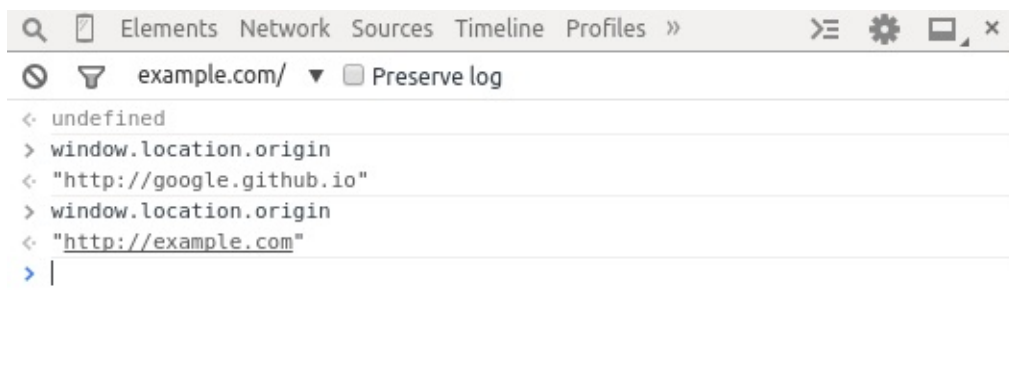 Elements Network Sources Timeline Profiles »
example.com/ ▼ Preserve log
undefined
> window.location.origin
"http://google.github.io"
> window.location.origin
"http://example.com"
>